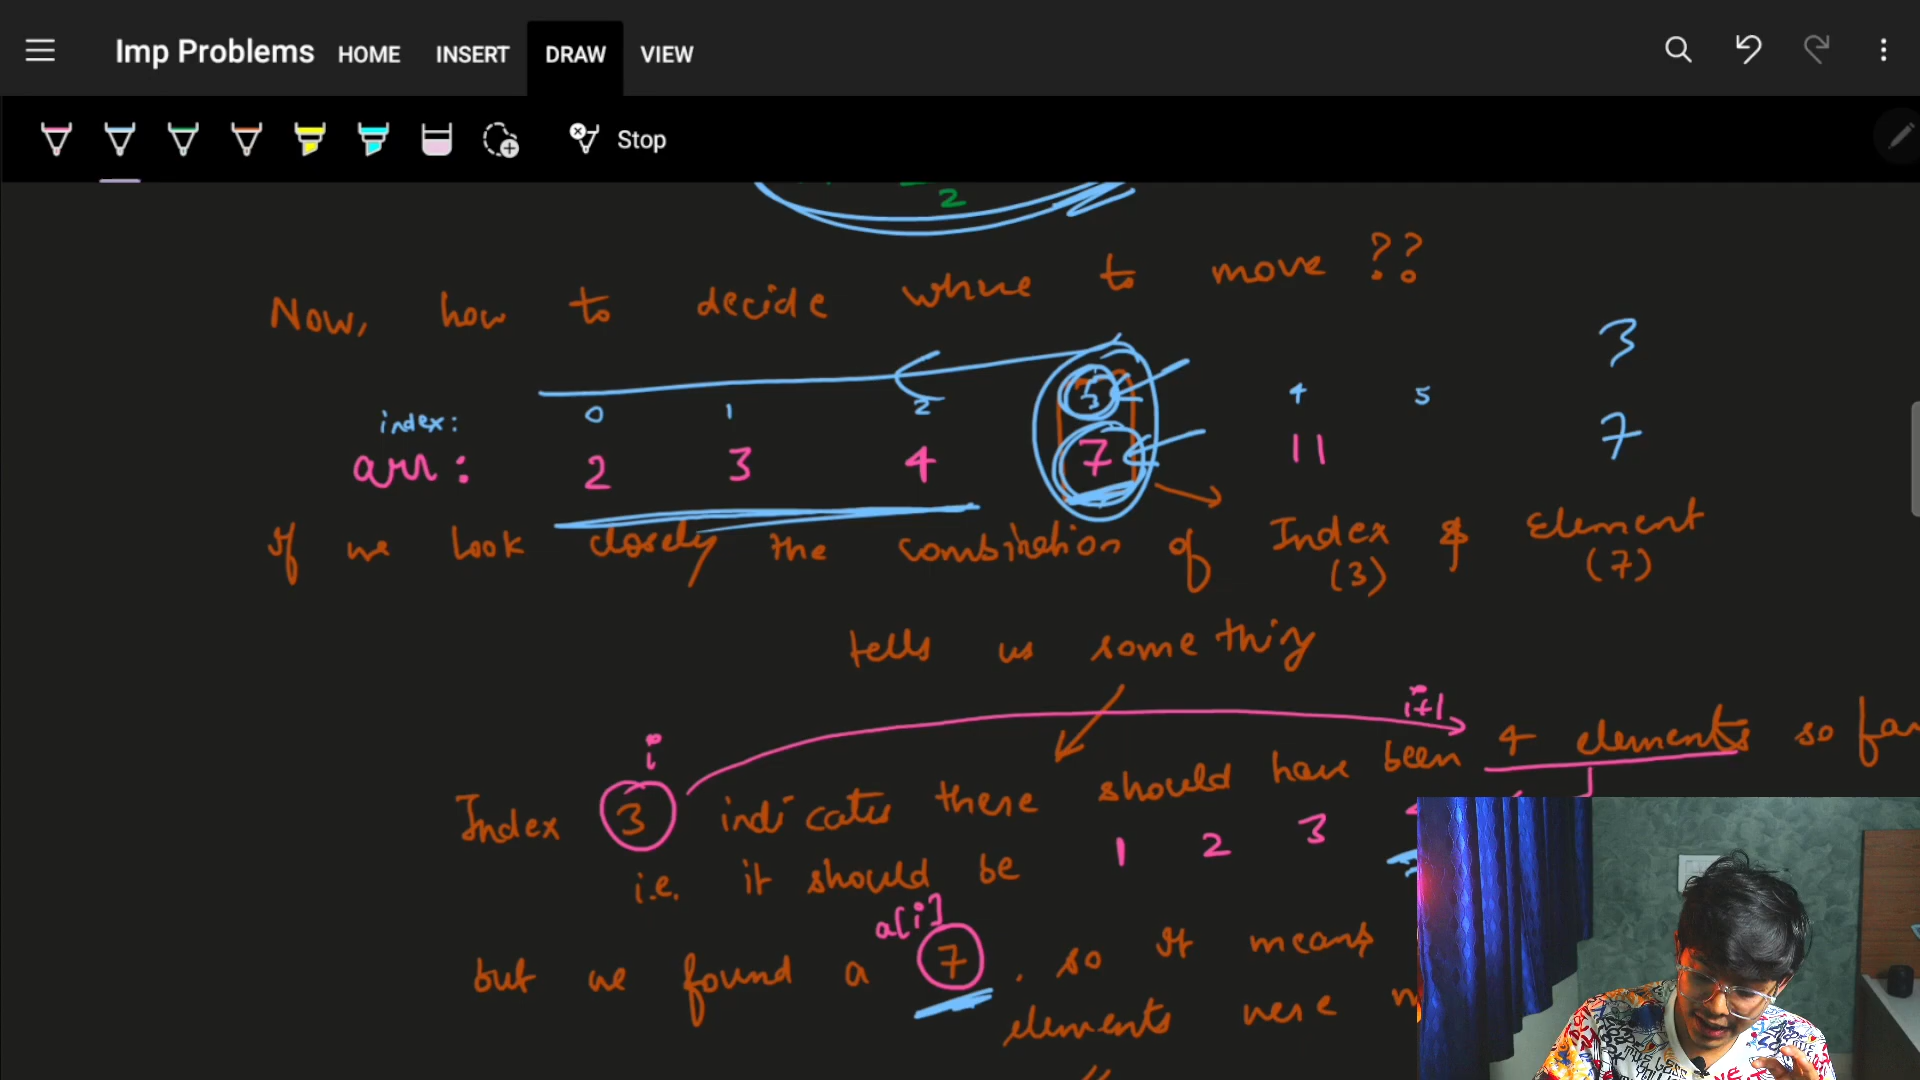 Imp Problems HOME INSERT DRAW VIEW
Stop
2
Now, how to decide where to move ??
3
index: 0 1 2 3 4 5
7
arr: 2 3 4 7 11
If we look closely the combination of Index & Element
(3) (7)
tells us something
i i+1
Index 3 indicates there should have been 4 elements so far
i.e. it should be 1 2 3
a[i]
but we found a 7. so it means
elements were